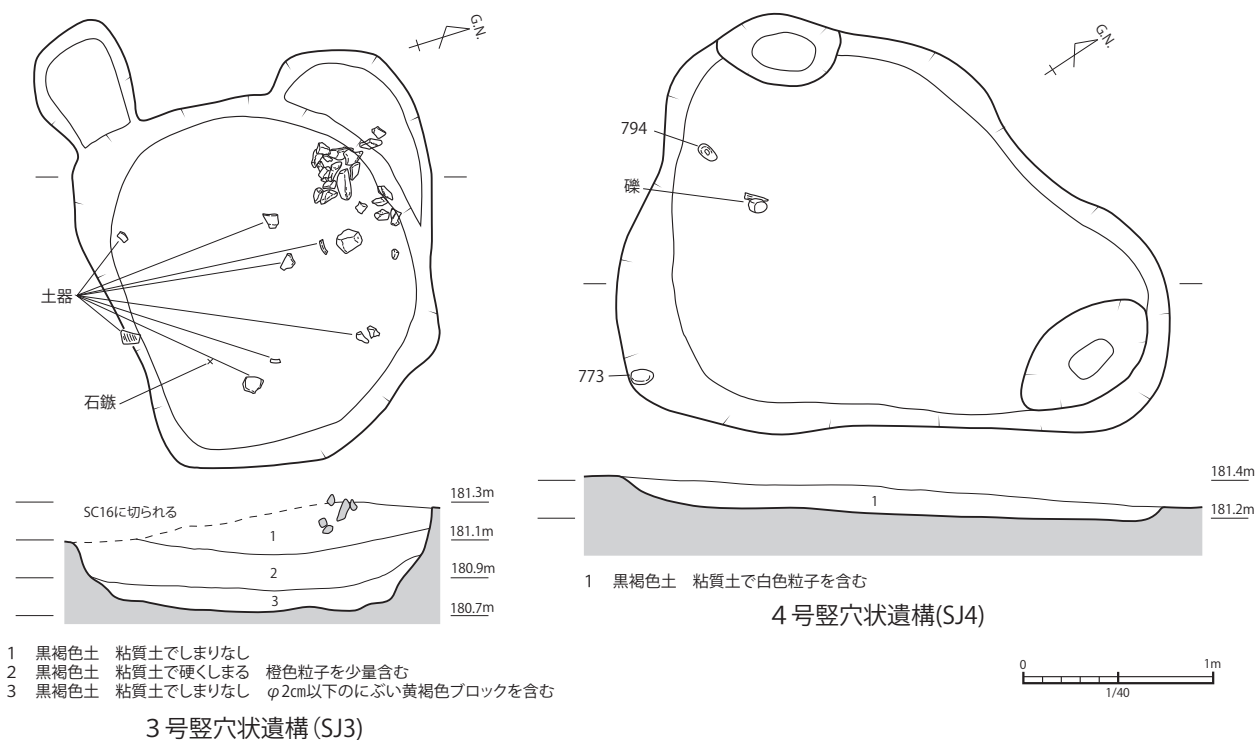 G.N.
土器
石鏃
SC16に切られる
1
2
3
181.3m
181.1m
180.9m
180.7m
1 黒褐色土 粘質土でしまりなし
2 黒褐色土 粘質土で硬くしまる 橙色粒子を少量含む
3 黒褐色土 粘質土でしまりなし φ2㎝以下のにぶい黄褐色ブロックを含む
３号竪穴状遺構(SJ3)
G.N.
794
礫
773
1
181.4m
181.2m
1 黒褐色土 粘質土で白色粒子を含む
４号竪穴状遺構(SJ4)
0 1m
1/40